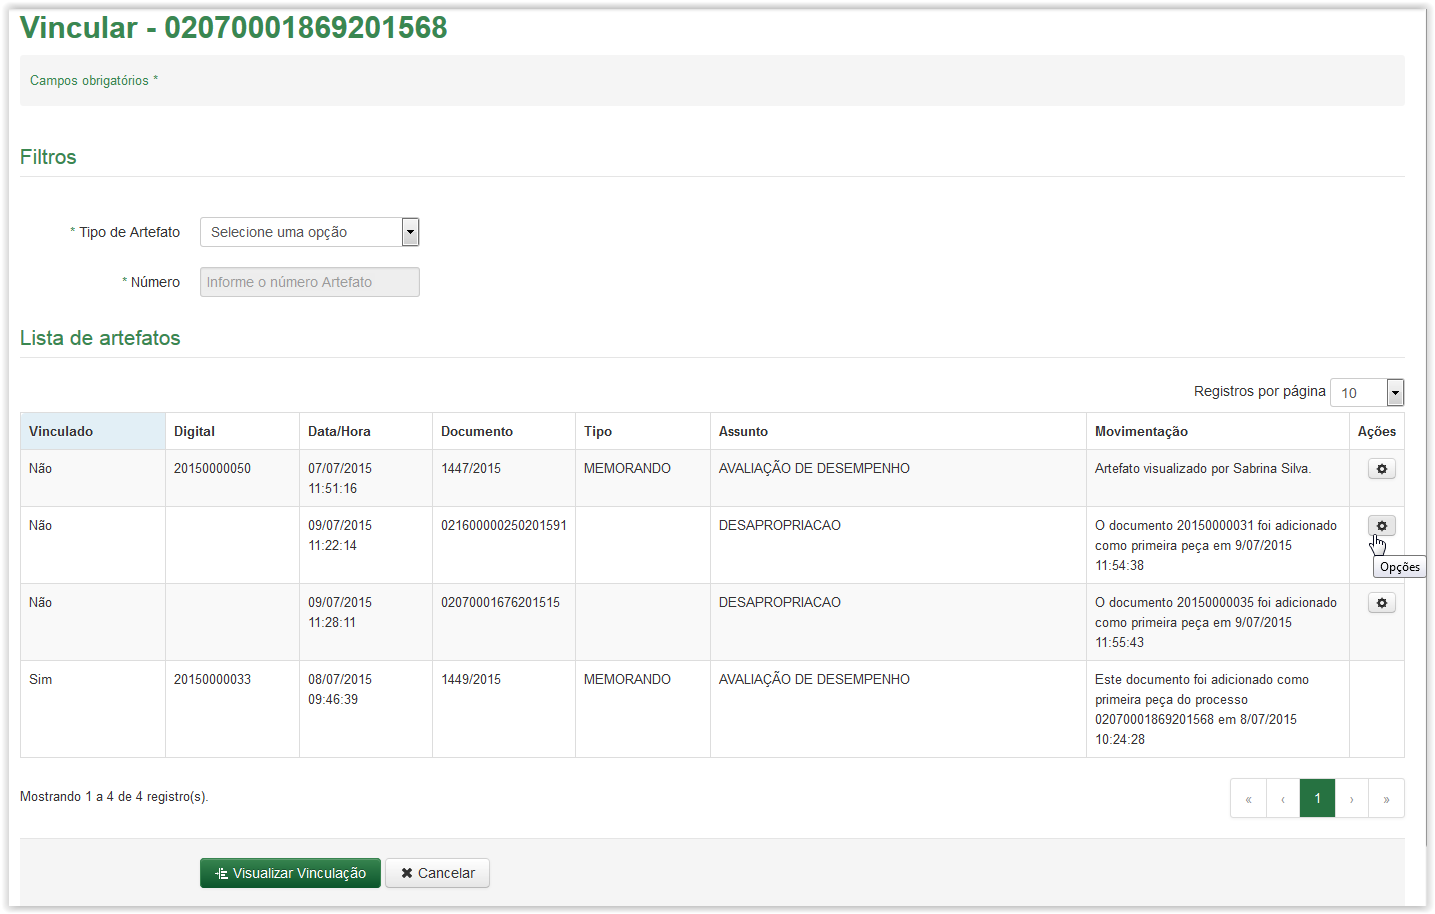 Vincular - 02070001869201568
Campos obrigatórios *
Filtros
* Tipo de Artefato Selecione uma opção
* Número Informe o número Artefato
Lista de artefatos
Registros por página 10
Vinculado Digital Data/Hora Documento Tipo Assunto Movimentação Ações
Não 20150000050 07/07/2015 1447/2015 MEMORANDO AVALIAÇÃO DE DESEMPENHO Artefato visualizado por Sabrina Silva.
11:51:16
Não 09/07/2015 021600000250201591 DESAPROPRIACAO O documento 20150000031 foi adicionado
11:22:14 como primeira peça em 9/07/2015
11:54:38
Opções
Não 09/07/2015 02070001676201515 DESAPROPRIACAO O documento 20150000035 foi adicionado
11:28:11 como primeira peça em 9/07/2015
11:55:43
Sim 20150000033 08/07/2015 1449/2015 MEMORANDO AVALIAÇÃO DE DESEMPENHO Este documento foi adicionado como
09:46:39 primeira peça do processo
02070001869201568 em 8/07/2015
10:24:28
Mostrando 1 a 4 de 4 registro(s).
« ‹ 1 › »
Visualizar Vinculação Cancelar